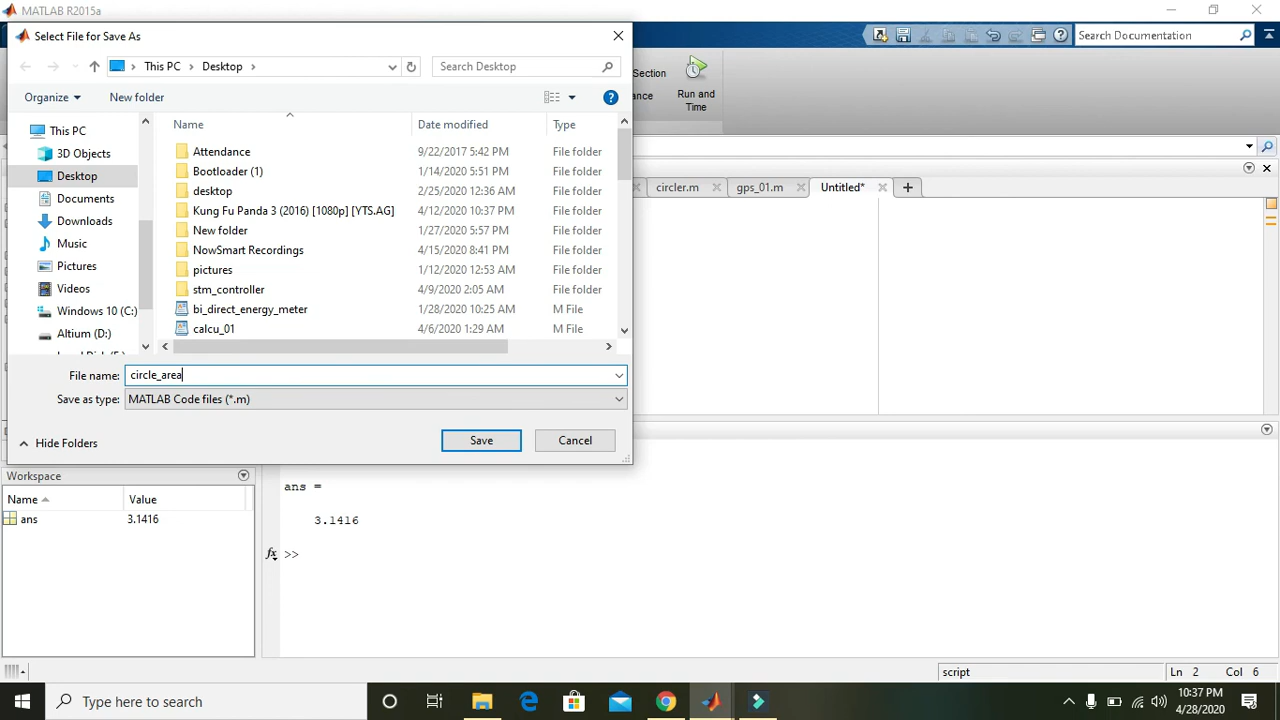 MATLAB R2015a
Select File for Save As
Search Documentation
This PC
Desktop
Search Desktop
Section
Run and
Time
Organize
New folder
Name
Date modified
Type
This PC
3D Objects
Desktop
Documents
Downloads
Music
Pictures
Videos
Windows 10 (C:)
Altium (D:)
Attendance 9/22/2017 5:42 PM File folder
Bootloader (1) 1/14/2020 5:51 PM File folder
desktop 2/25/2020 12:36 AM File folder
Kung Fu Panda 3 (2016) [1080p] [YTS.AG] 4/12/2020 10:37 PM File folder
New folder 1/27/2020 5:57 PM File folder
NowSmart Recordings 4/15/2020 8:41 PM File folder
pictures 1/12/2020 12:53 AM File folder
stm_controller 4/9/2020 2:05 AM File folder
bi_direct_energy_meter 1/28/2020 10:25 AM M File
calcu_01 4/6/2020 1:29 AM M File
circler.m
gps_01.m
Untitled*
File name: circle_area
Save as type: MATLAB Code files (*.m)
Hide Folders
Save
Cancel
Workspace
Name Value
ans 3.1416
ans =
3.1416
fx >>
script
Ln 2 Col 6
Type here to search
10:37 PM
4/28/2020